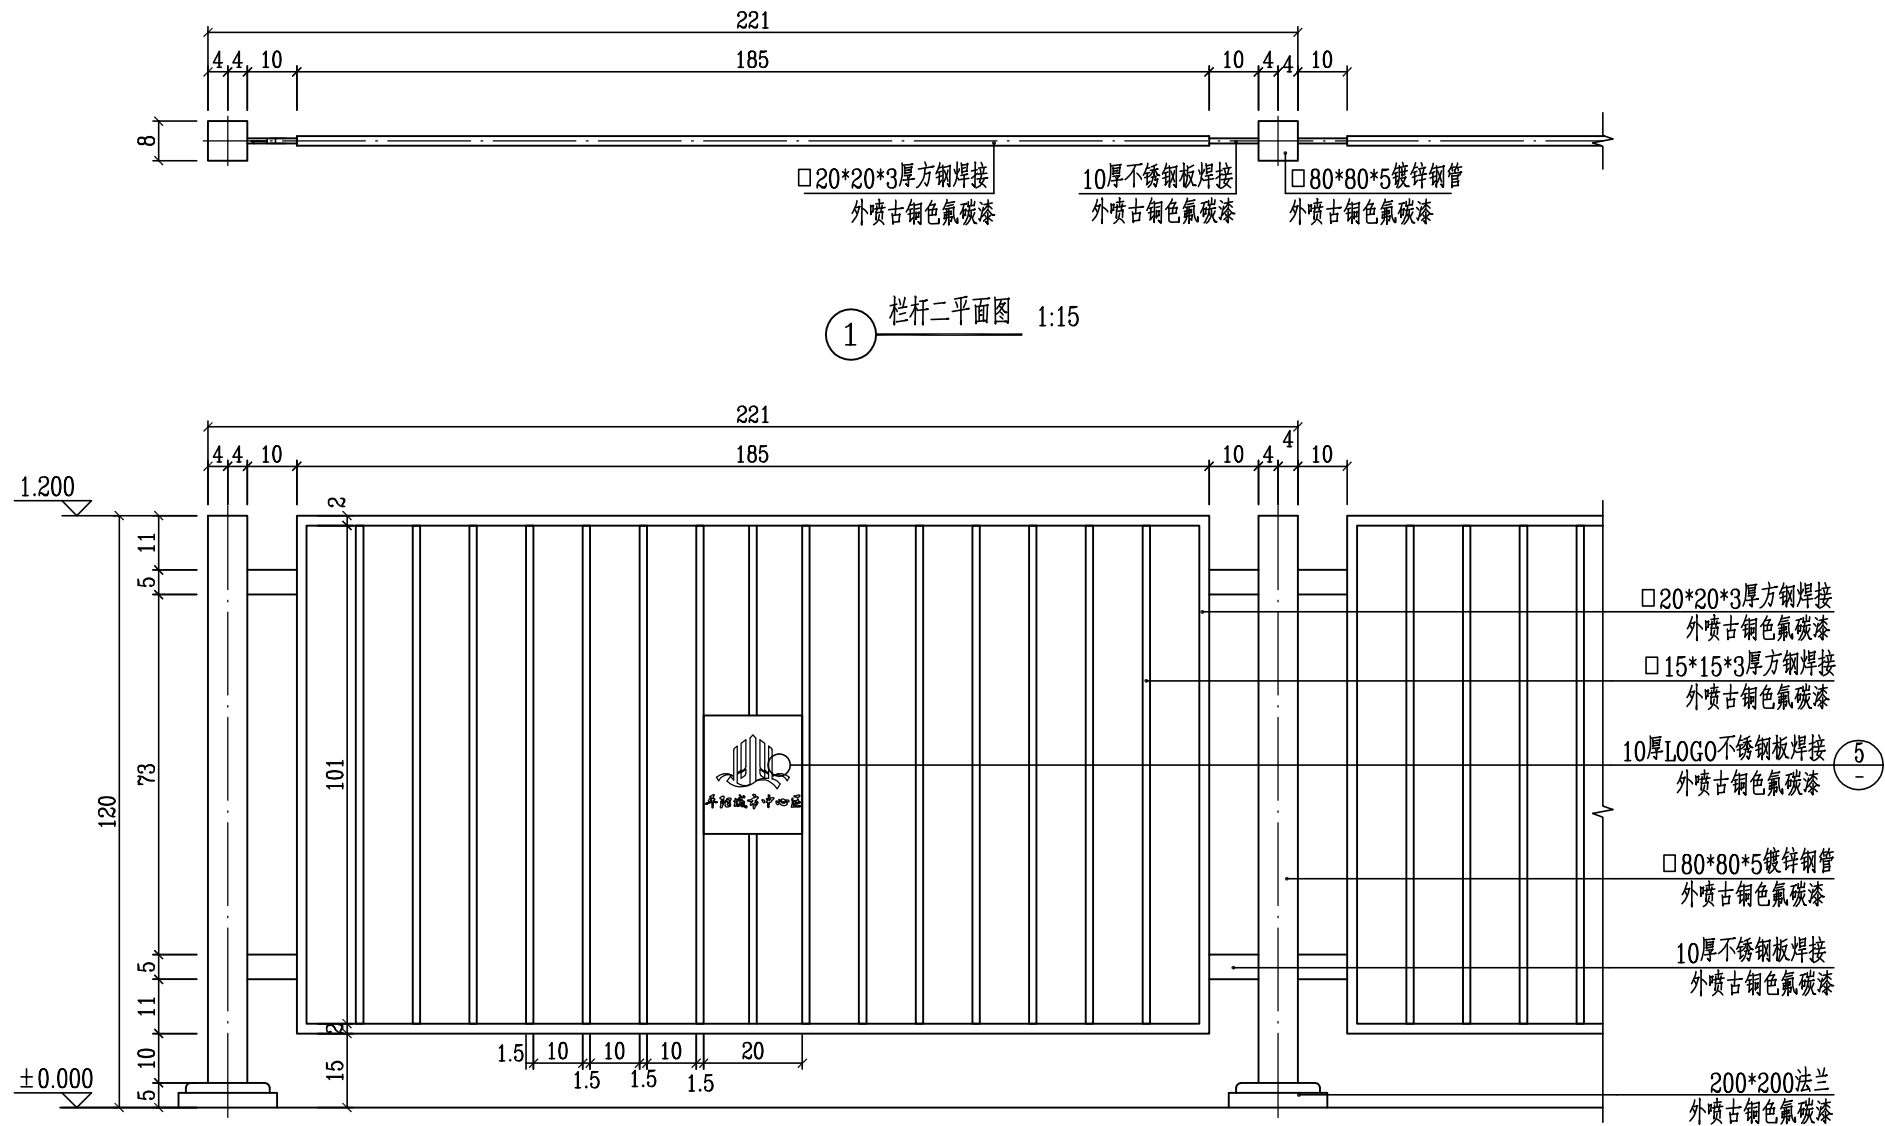 221
4 4 10 185 10 4 4 10
8
□20*20*3厚方钢焊接
外喷古铜色氟碳漆
10厚不锈钢板焊接
外喷古铜色氟碳漆
□80*80*5镀锌钢管
外喷古铜色氟碳漆
1 栏杆二平面图 1:15
221
4 4 10 185 10 4 4 10
1.200
2
11
5
73
101
120
5
11
2
10
15
5
±0.000
1.5 10 1.5 10 1.5 10 1.5 20
□20*20*3厚方钢焊接
外喷古铜色氟碳漆
□15*15*3厚方钢焊接
外喷古铜色氟碳漆
10厚LOGO不锈钢板焊接
外喷古铜色氟碳漆
5
-
城市中心区
□80*80*5镀锌钢管
外喷古铜色氟碳漆
10厚不锈钢板焊接
外喷古铜色氟碳漆
200*200法兰
外喷古铜色氟碳漆